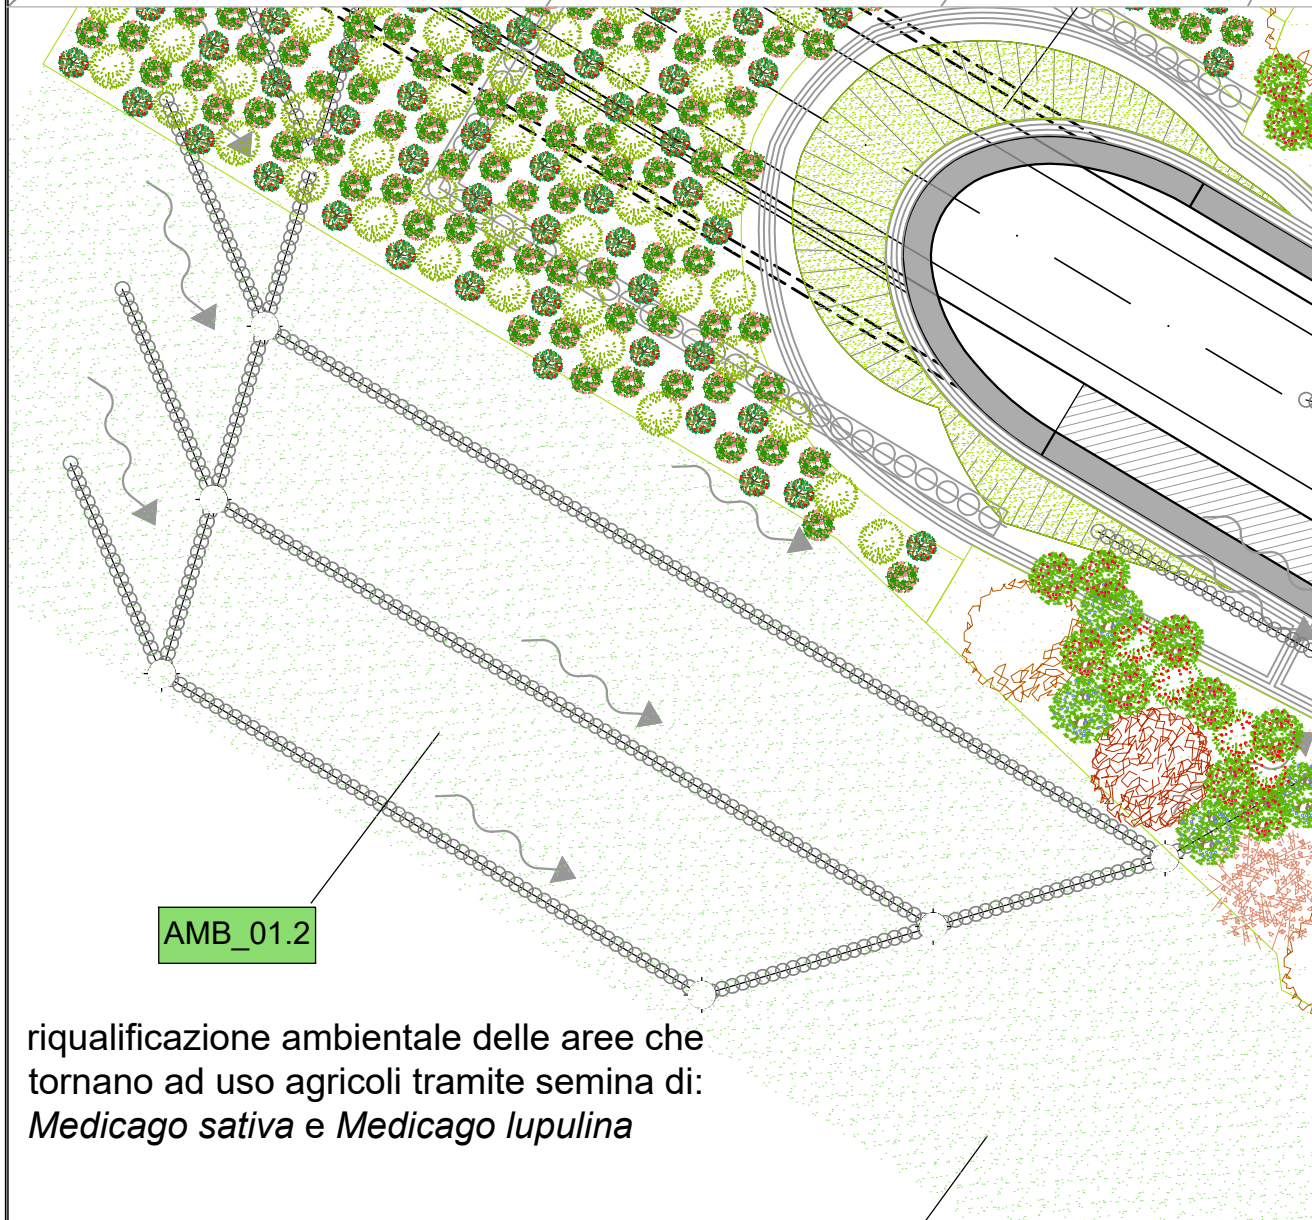 AMB_01.2
riqualificazione ambientale delle aree che
tornano ad uso agricoli tramite semina di:
Medicago sativa e Medicago lupulina